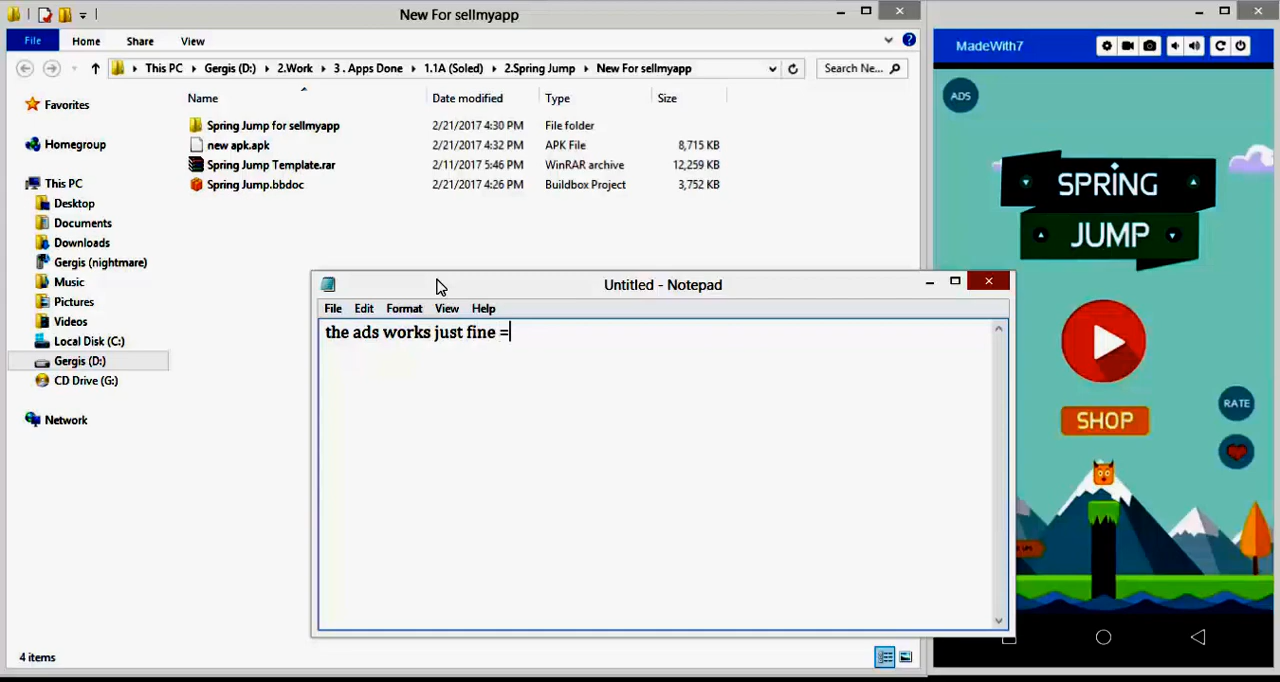 New For sellmyapp
File Home Share View
This PC Gergis (D:) 2.Work 3 . Apps Done 1.1A (Soled) 2.Spring Jump New For sellmyapp
Search Ne...
Name Date modified Type Size
Spring Jump for sellmyapp 2/21/2017 4:30 PM File folder
new apk.apk 2/21/2017 4:32 PM APK File 8,715 KB
Spring Jump Template.rar 2/11/2017 5:46 PM WinRAR archive 12,259 KB
Spring Jump.bbdoc 2/21/2017 4:26 PM Buildbox Project 3,752 KB
Favorites
Homegroup
This PC
Desktop
Documents
Downloads
Gergis (nightmare)
Music
Pictures
Videos
Local Disk (C:)
Gergis (D:)
CD Drive (G:)
Network
4 items
Untitled - Notepad
File Edit Format View Help
the ads works just fine =
MadeWith7
ADS
SPRING
JUMP
SHOP
RATE